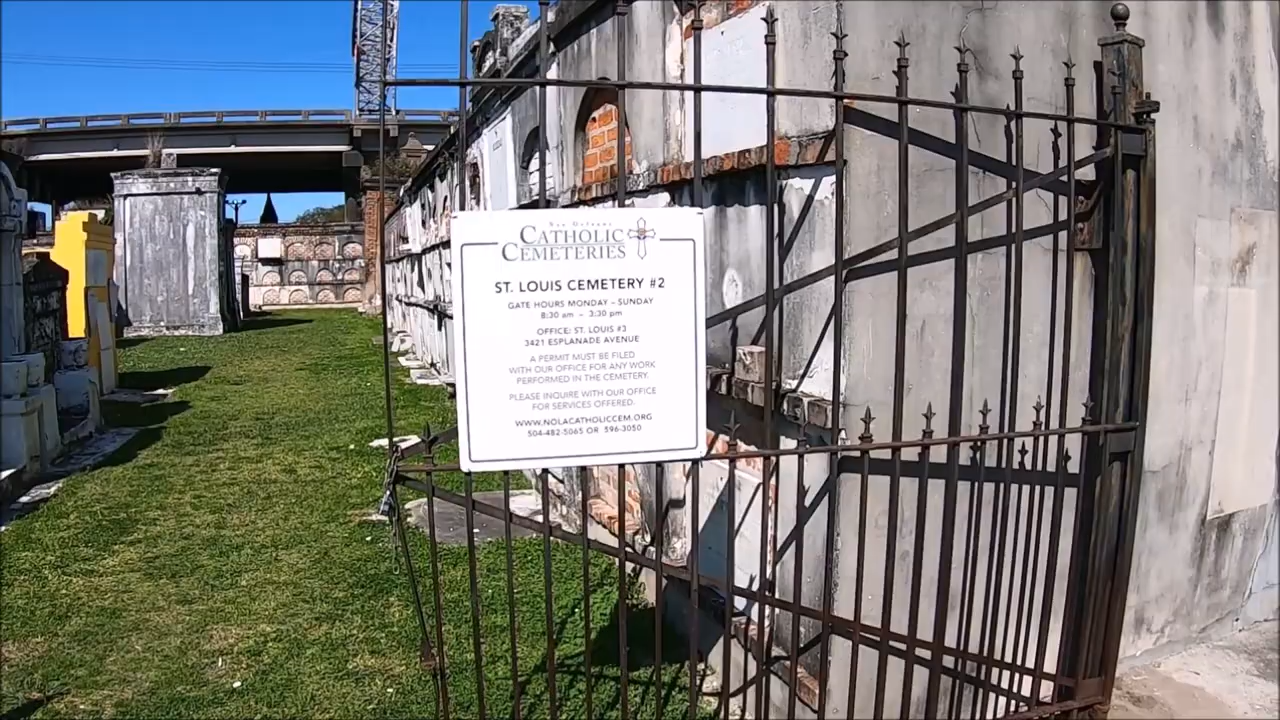 New Orleans
CATHOLIC
CEMETERIES
ST. LOUIS CEMETERY #2
GATE HOURS MONDAY - SUNDAY
8:30 am - 3:30 pm
OFFICE: ST. LOUIS #3
3421 ESPLANADE AVENUE
A PERMIT MUST BE FILED
WITH OUR OFFICE FOR ANY WORK
PERFORMED IN THE CEMETERY.
PLEASE INQUIRE WITH OUR OFFICE
FOR SERVICES OFFERED.
WWW.NOLACATHOLICCEM.ORG
504-482-5065 OR 596-3050